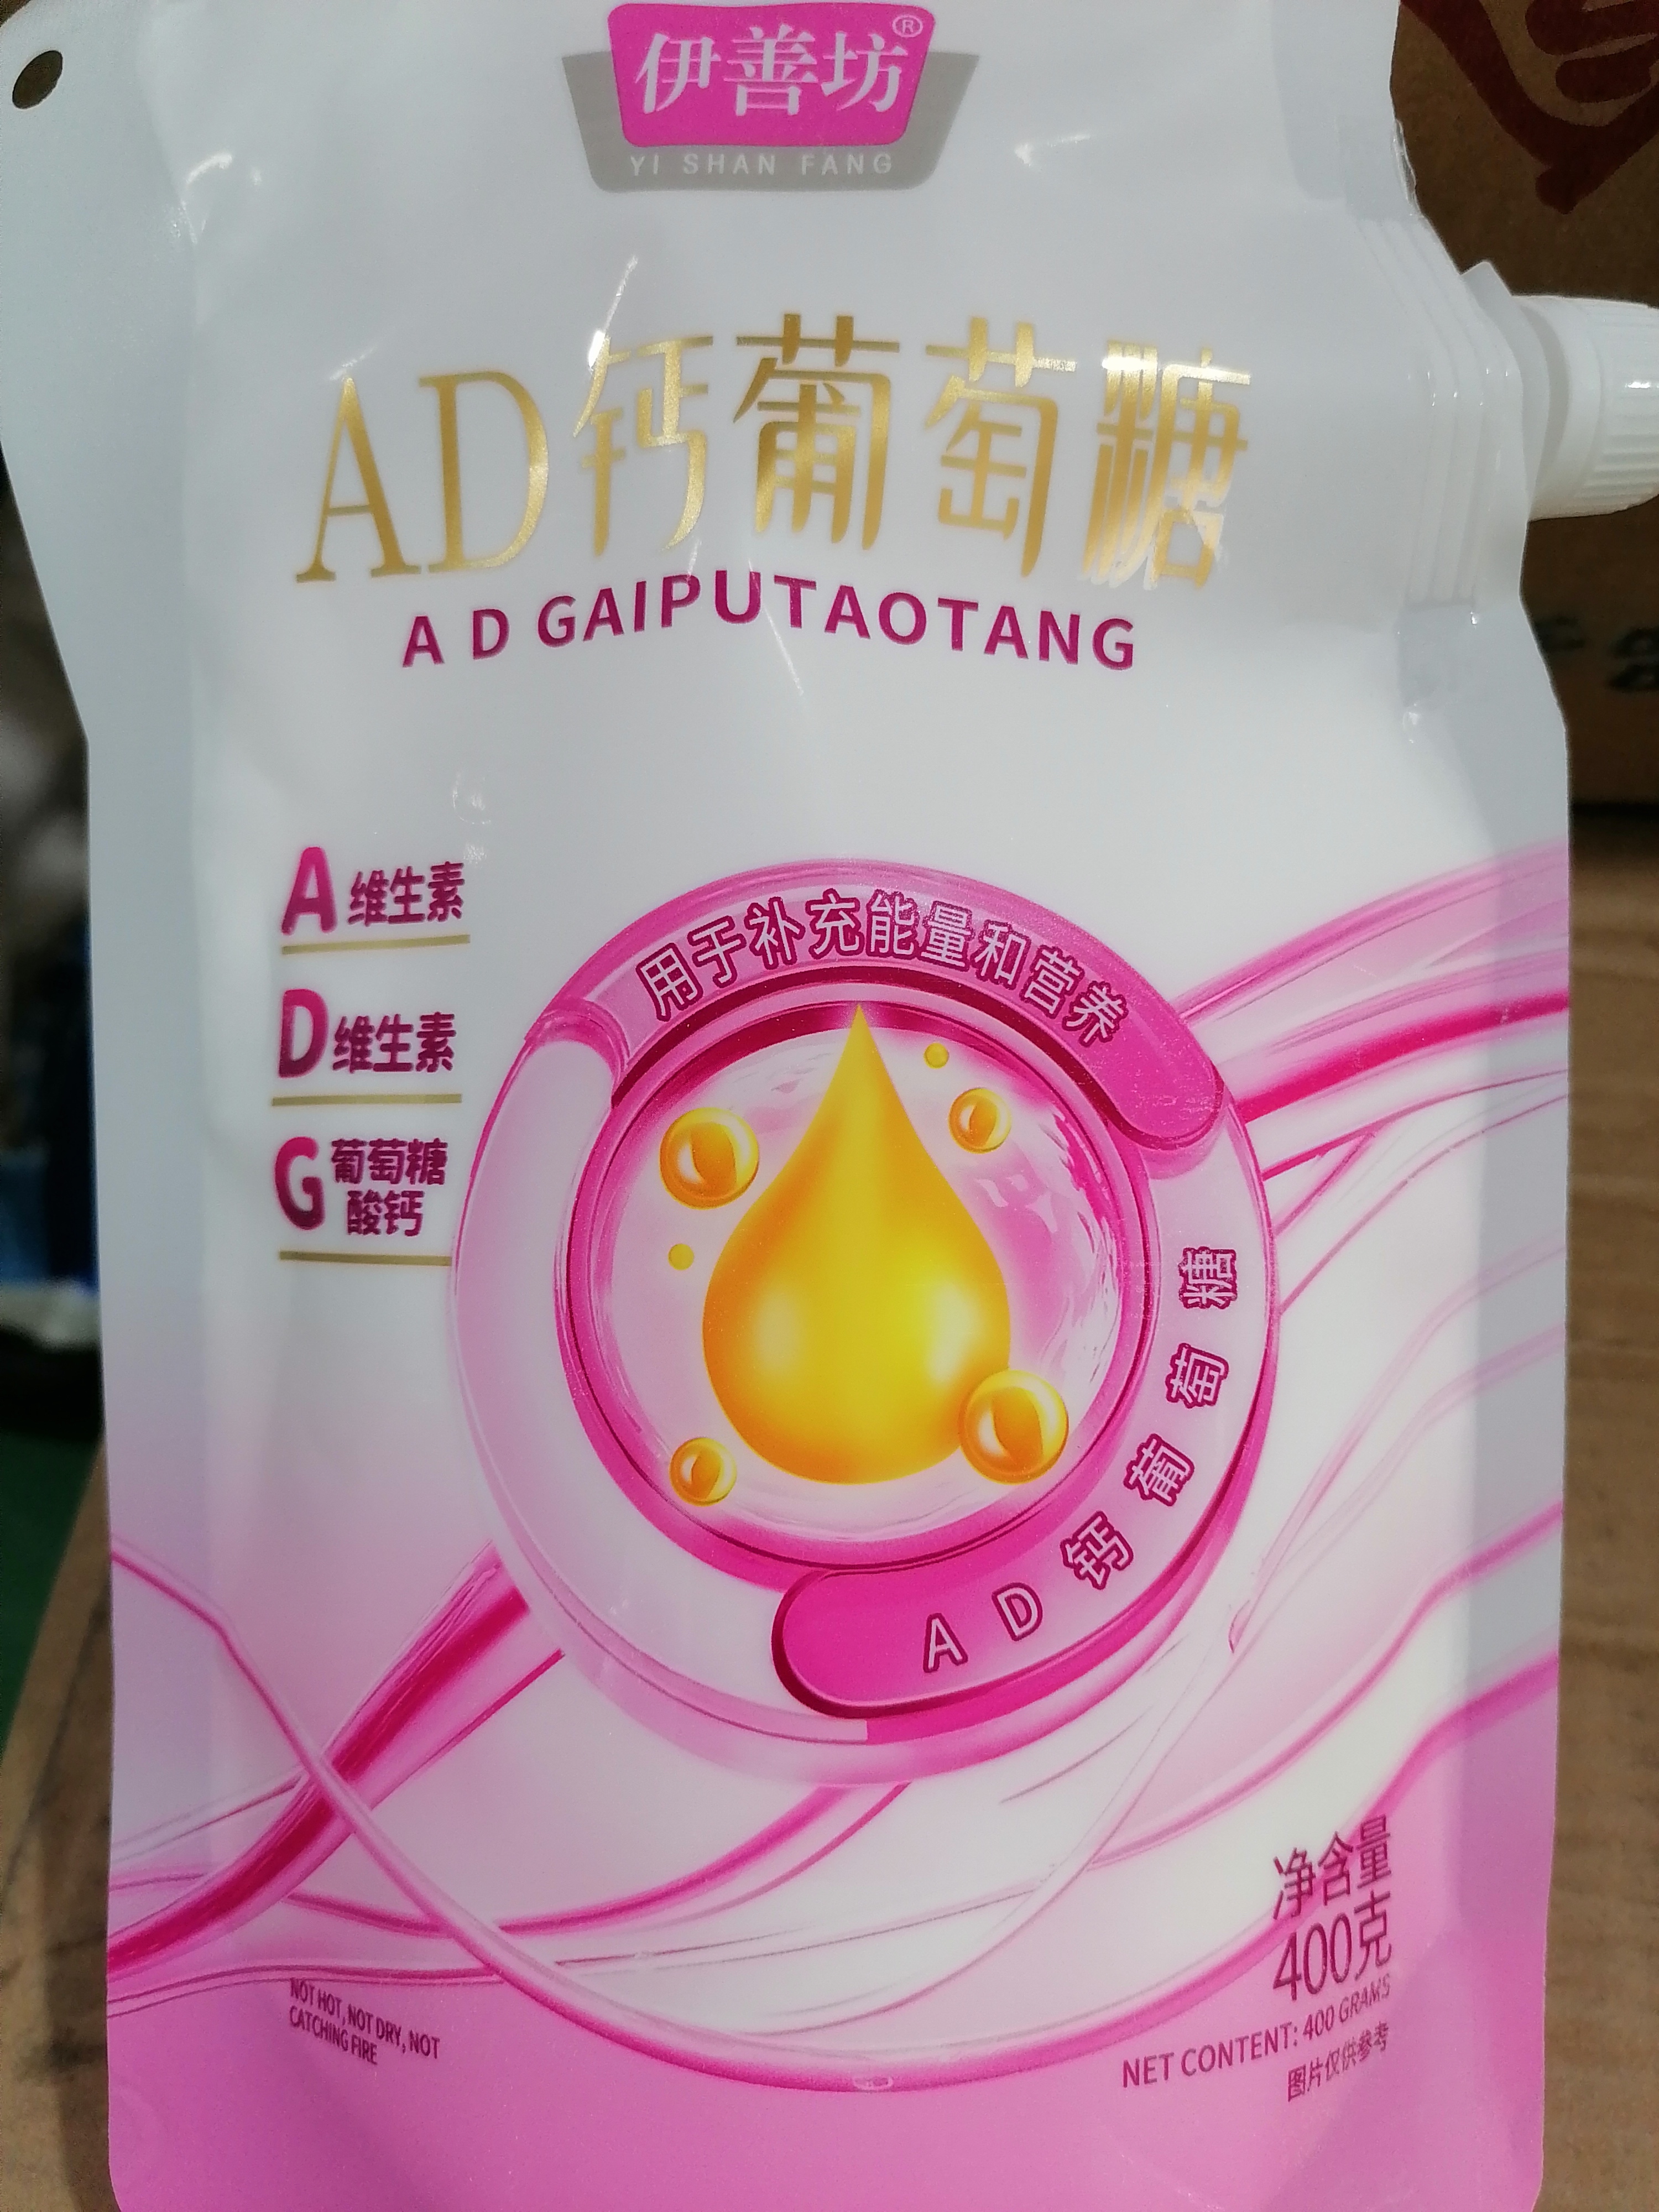 伊善坊®
YI SHAN FANG
AD钙葡萄糖
A D GAIPUTAOTANG
A 维生素
D 维生素
G 葡萄糖
酸钙
用于补充能量和营养
AD钙葡萄糖
净含量
400克
NET CONTENT: 400 GRAMS
图片仅供参考
NOT HOT, NOT DRY, NOT
CATCHING FIRE